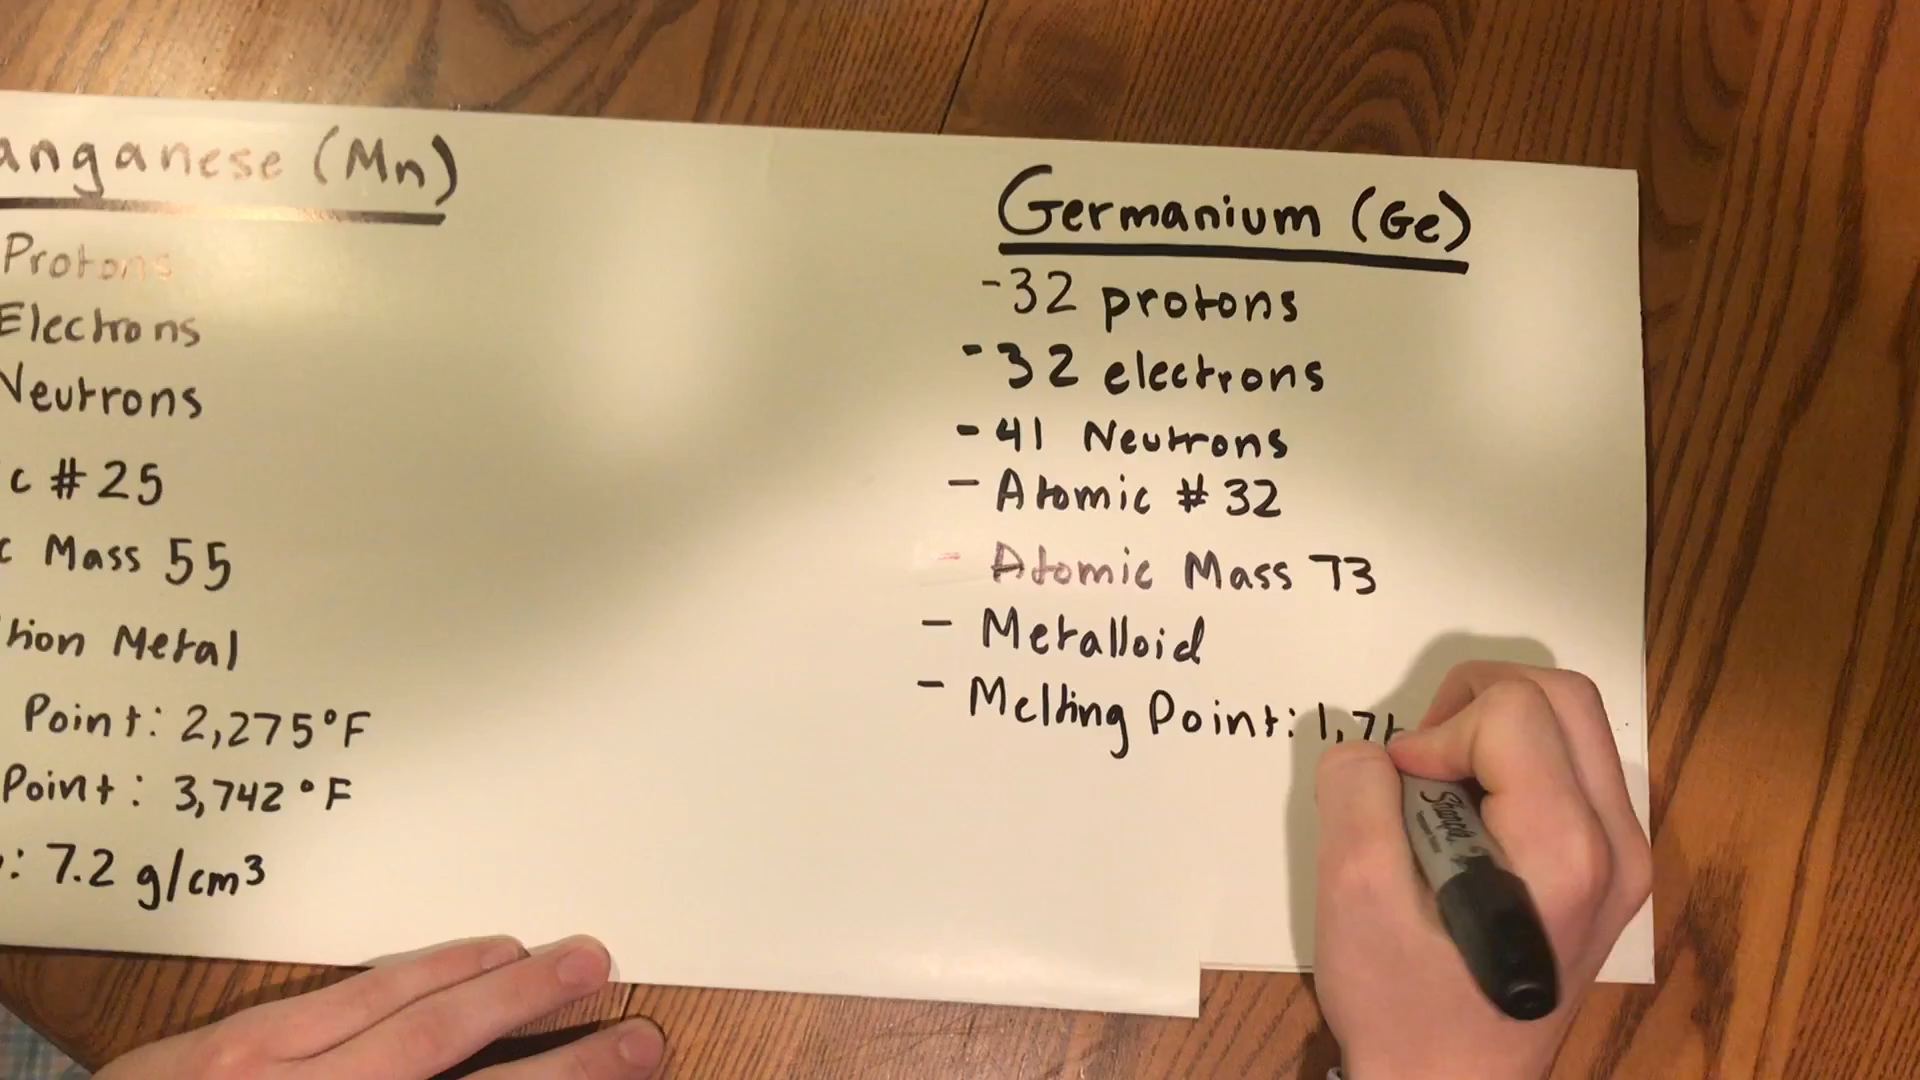 anganese (Mn)
Protons
Electrons
Neutrons
c # 25
c Mass 55
tion Metal
Point: 2,275°F
Point: 3,742°F
: 7.2 g/cm³
Germanium (Ge)
- 32 protons
- 32 electrons
- 41 Neutrons
- Atomic # 32
- Atomic Mass 73
- Metalloid
- Melting Point: 1,7
Sharpie